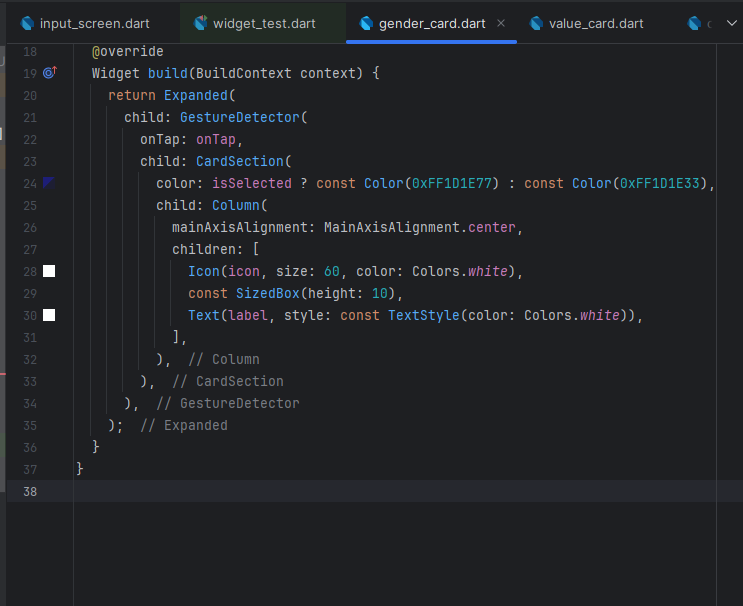 input_screen.dart widget_test.dart gender_card.dart value_card.dart
18 @override
19 Widget build(BuildContext context) {
20 return Expanded(
21 child: GestureDetector(
22 onTap: onTap,
23 child: CardSection(
24 color: isSelected ? const Color(0xFF1D1E77) : const Color(0xFF1D1E33),
25 child: Column(
26 mainAxisAlignment: MainAxisAlignment.center,
27 children: [
28 Icon(icon, size: 60, color: Colors.white),
29 const SizedBox(height: 10),
30 Text(label, style: const TextStyle(color: Colors.white)),
31 ],
32 ), // Column
33 ), // CardSection
34 ), // GestureDetector
35 ); // Expanded
36 }
37 }
38